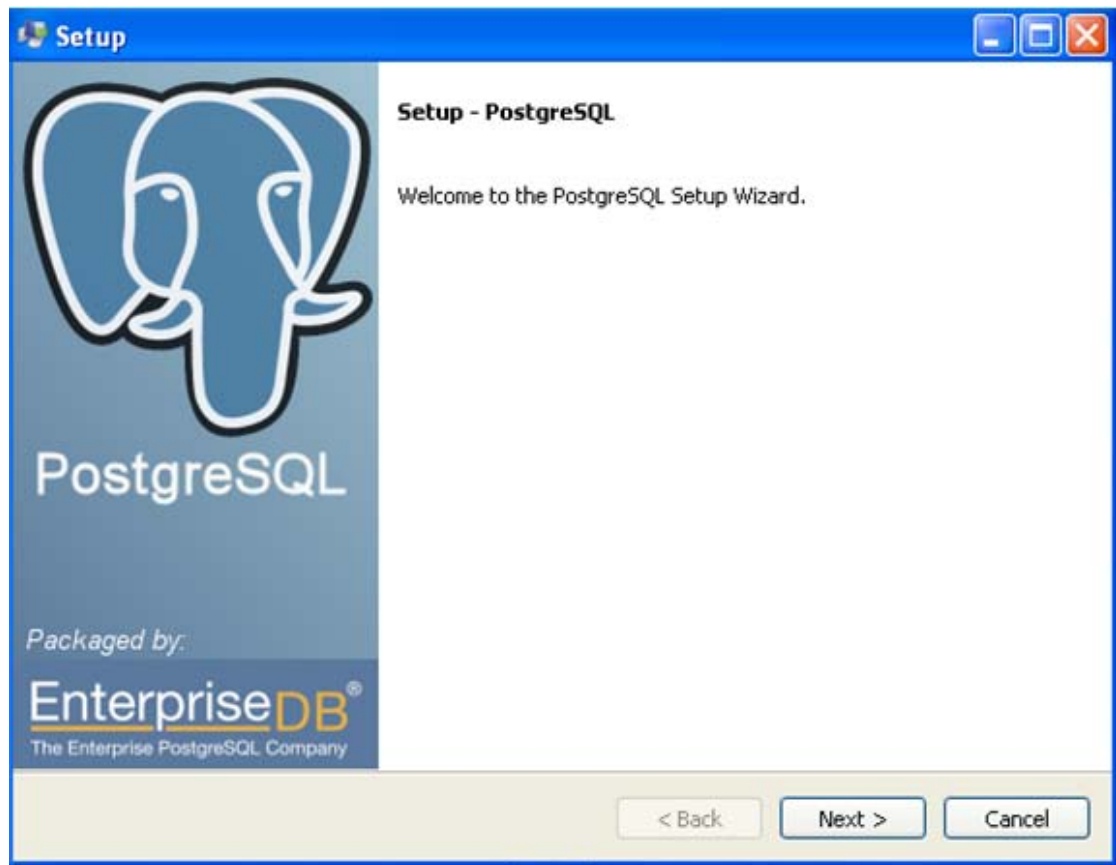 Setup
Setup - PostgreSQL
Welcome to the PostgreSQL Setup Wizard.
PostgreSQL
Packaged by:
EnterpriseDB®
The Enterprise PostgreSQL Company
< Back
Next >
Cancel